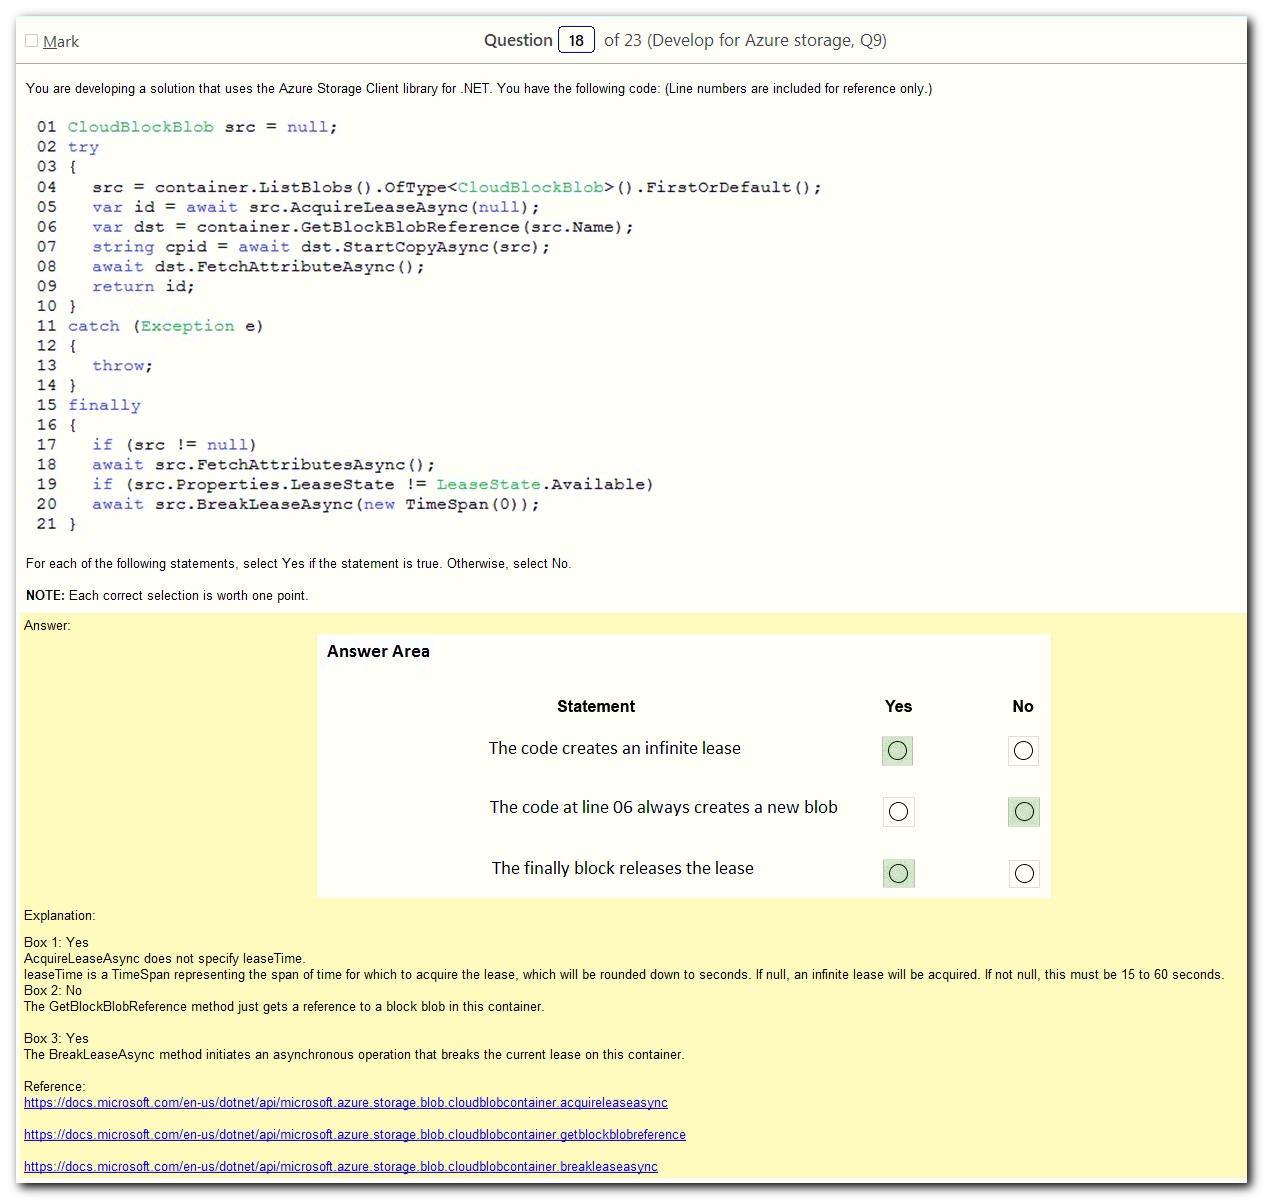 Mark
Question 18 of 23 (Develop for Azure storage, Q9)
You are developing a solution that uses the Azure Storage Client library for .NET. You have the following code: (Line numbers are included for reference only.)
01 CloudBlockBlob src = null;
02 try
03 {
04 src = container.ListBlobs().OfType<CloudBlockBlob>().FirstOrDefault();
05 var id = await src.AcquireLeaseAsync(null);
06 var dst = container.GetBlockBlobReference(src.Name);
07 string cpid = await dst.StartCopyAsync(src);
08 await dst.FetchAttributeAsync();
09 return id;
10 }
11 catch (Exception e)
12 {
13 throw;
14 }
15 finally
16 {
17 if (src != null)
18 await src.FetchAttributesAsync();
19 if (src.Properties.LeaseState != LeaseState.Available)
20 await src.BreakLeaseAsync(new TimeSpan(0));
21 }
For each of the following statements, select Yes if the statement is true. Otherwise, select No.
NOTE: Each correct selection is worth one point.
Answer:
Answer Area
Statement Yes No
The code creates an infinite lease
The code at line 06 always creates a new blob
The finally block releases the lease
Explanation:
Box 1: Yes
AcquireLeaseAsync does not specify leaseTime.
leaseTime is a TimeSpan representing the span of time for which to acquire the lease, which will be rounded down to seconds. If null, an infinite lease will be acquired. If not null, this must be 15 to 60 seconds.
Box 2: No
The GetBlockBlobReference method just gets a reference to a block blob in this container.
Box 3: Yes
The BreakLeaseAsync method initiates an asynchronous operation that breaks the current lease on this container.
Reference:
https://docs.microsoft.com/en-us/dotnet/api/microsoft.azure.storage.blob.cloudblobcontainer.acquireleaseasync
https://docs.microsoft.com/en-us/dotnet/api/microsoft.azure.storage.blob.cloudblobcontainer.getblockblobreference
https://docs.microsoft.com/en-us/dotnet/api/microsoft.azure.storage.blob.cloudblobcontainer.breakleaseasync